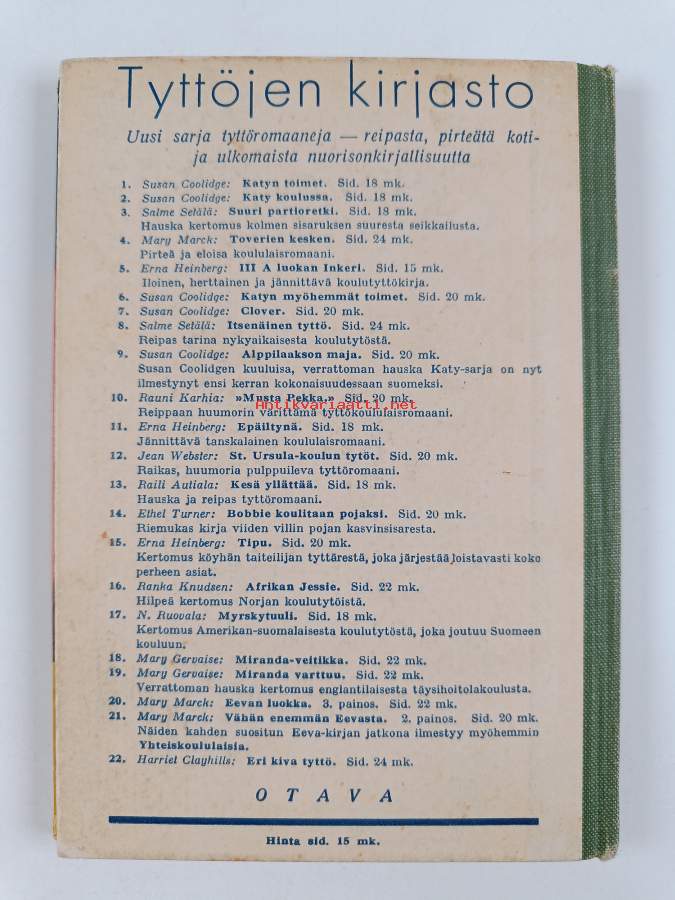 Tyttöjen kirjasto
Uusi sarja tyttöromaaneja — reipasta, pirteätä koti-
ja ulkomaista nuorisonkirjallisuutta
1. Susan Coolidge: Katyn toimet. Sid. 18 mk.
2. Susan Coolidge: Katy koulussa. Sid. 18 mk.
3. Salme Setälä: Suuri partioretki. Sid. 18 mk.
Hauska kertomus kolmen sisaruksen suuresta seikkailusta.
4. Mary Marck: Toverien kesken. Sid. 24 mk.
Pirteä ja eloisa koululaisromaani.
5. Erna Heinberg: III A luokan Inkeri. Sid. 15 mk.
Iloinen, herttainen ja jännittävä koulutyttökirja.
6. Susan Coolidge: Katyn myöhemmät toimet. Sid. 20 mk.
7. Susan Coolidge: Clover. Sid. 20 mk.
8. Salme Setälä: Itsenäinen tyttö. Sid. 24 mk.
Reipas tarina nykyaikaisesta koulutytöstä.
9. Susan Coolidge: Alppilaakson maja. Sid. 20 mk.
Susan Coolidgen kuuluisa, verrattoman hauska Katy-sarja on nyt
ilmestynyt ensi kerran kokonaisuudessaan suomeksi.
10. Rauni Karhia: »Musta Pekka.» Sid. 20 mk.
Antikvariaatti.net
Reippaan huumorin värittämä tyttökoululaisromaani.
11. Erna Heinberg: Epäiltynä. Sid. 18 mk.
Jännittävä tanskalainen koululaisromaani.
12. Jean Webster: St. Ursula-koulun tytöt. Sid. 20 mk.
Raikas, huumoria pulppuileva tyttöromaani.
13. Raili Autiala: Kesä yllättää. Sid. 18 mk.
Hauska ja reipas tyttöromaani.
14. Ethel Turner: Bobbie koulitaan pojaksi. Sid. 20 mk.
Riemukas kirja viiden villin pojan kasvinsisaresta.
15. Erna Heinberg: Tipu. Sid. 20 mk.
Kertomus köyhän taiteilijan tyttärestä, joka järjestää loistavasti koko
perheen asiat.
16. Ranka Knudsen: Afrikan Jessie. Sid. 22 mk.
Hilpeä kertomus Norjan koulutytöistä.
17. N. Ruovala: Myrskytuuli. Sid. 18 mk.
Kertomus Amerikan-suomalaisesta koulutytöstä, joka joutuu Suomeen
kouluun.
18. Mary Gervaise: Miranda-veitikka. Sid. 22 mk.
19. Mary Gervaise: Miranda varttuu. Sid. 22 mk.
Verrattoman hauska kertomus englantilaisesta täysihoitolakoulusta.
20. Mary Marck: Eevan luokka. 3. painos. Sid. 22 mk.
21. Mary Marck: Vähän enemmän Eevasta. 2. painos. Sid. 20 mk.
Näiden kahden suositun Eeva-kirjan jatkona ilmestyy myöhemmin
Yhteiskoululaisia.
22. Harriet Clayhills: Eri kiva tyttö. Sid. 24 mk.
OTAVA
Hinta sid. 15 mk.